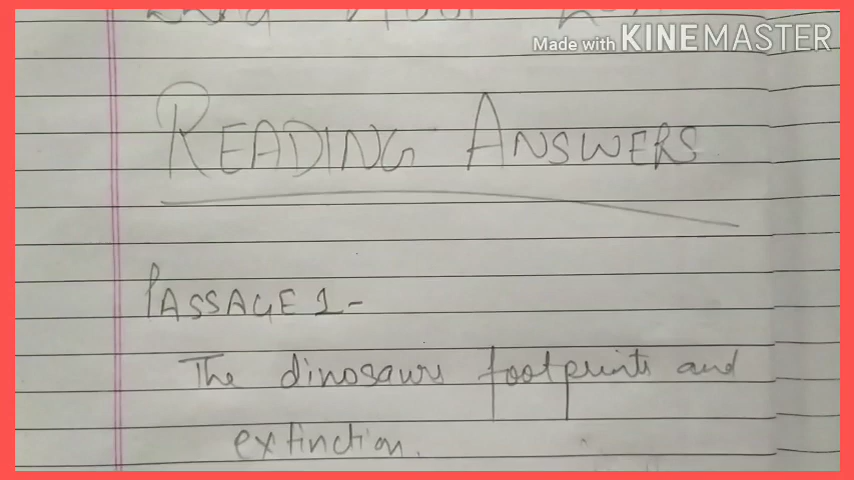 Made with KINEMASTER
READING ANSWERS
PASSAGE 1-
The dinosaurs footprints and
extinction.